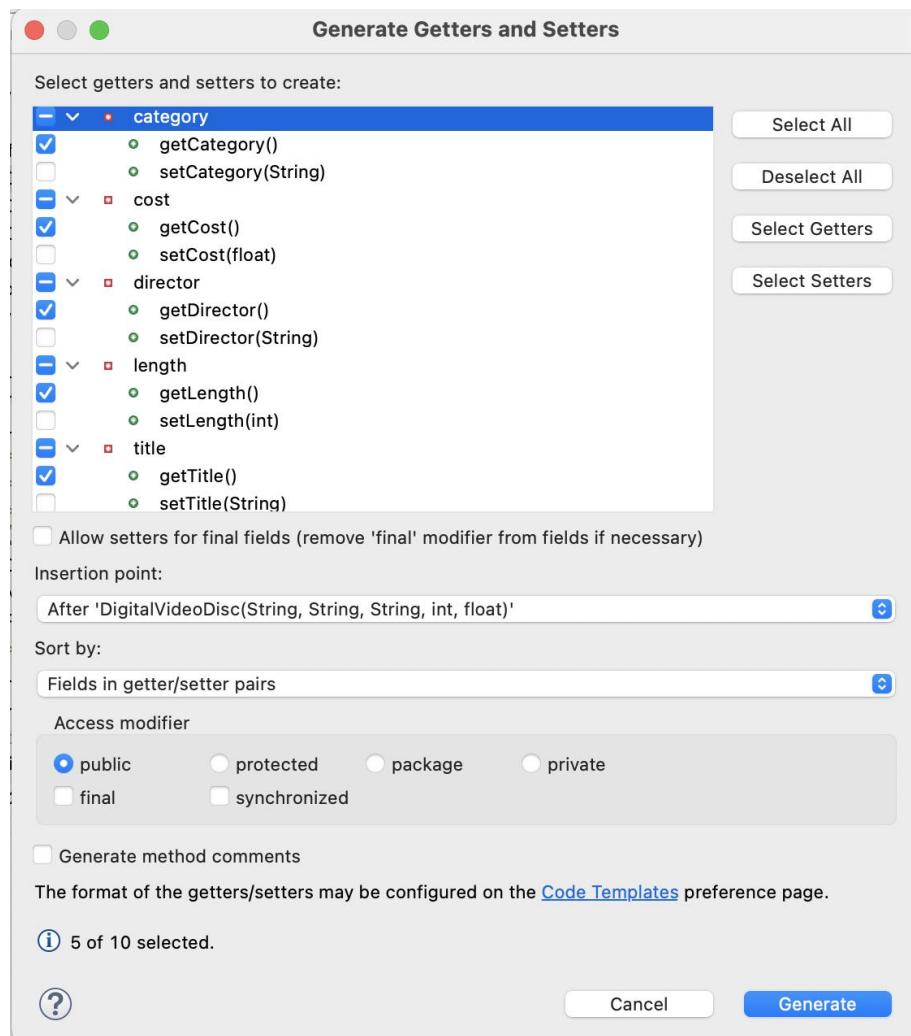 Generate Getters and Setters
Select getters and setters to create:
category
getCategory()
setCategory(String)
cost
getCost()
setCost(float)
director
getDirector()
setDirector(String)
length
getLength()
setLength(int)
title
getTitle()
setTitle(String)
Select All
Deselect All
Select Getters
Select Setters
Allow setters for final fields (remove 'final' modifier from fields if necessary)
Insertion point:
After 'DigitalVideoDisc(String, String, String, int, float)'
Sort by:
Fields in getter/setter pairs
Access modifier
public protected package private
final synchronized
Generate method comments
The format of the getters/setters may be configured on the Code Templates preference page.
5 of 10 selected.
Cancel Generate